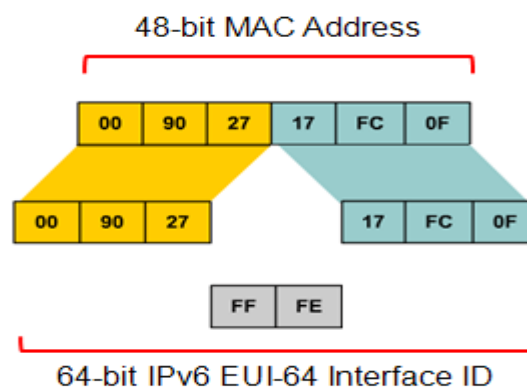 48-bit MAC Address
00 90 27 17 FC 0F
00 90 27 17 FC 0F
FF FE
64-bit IPv6 EUI-64 Interface ID